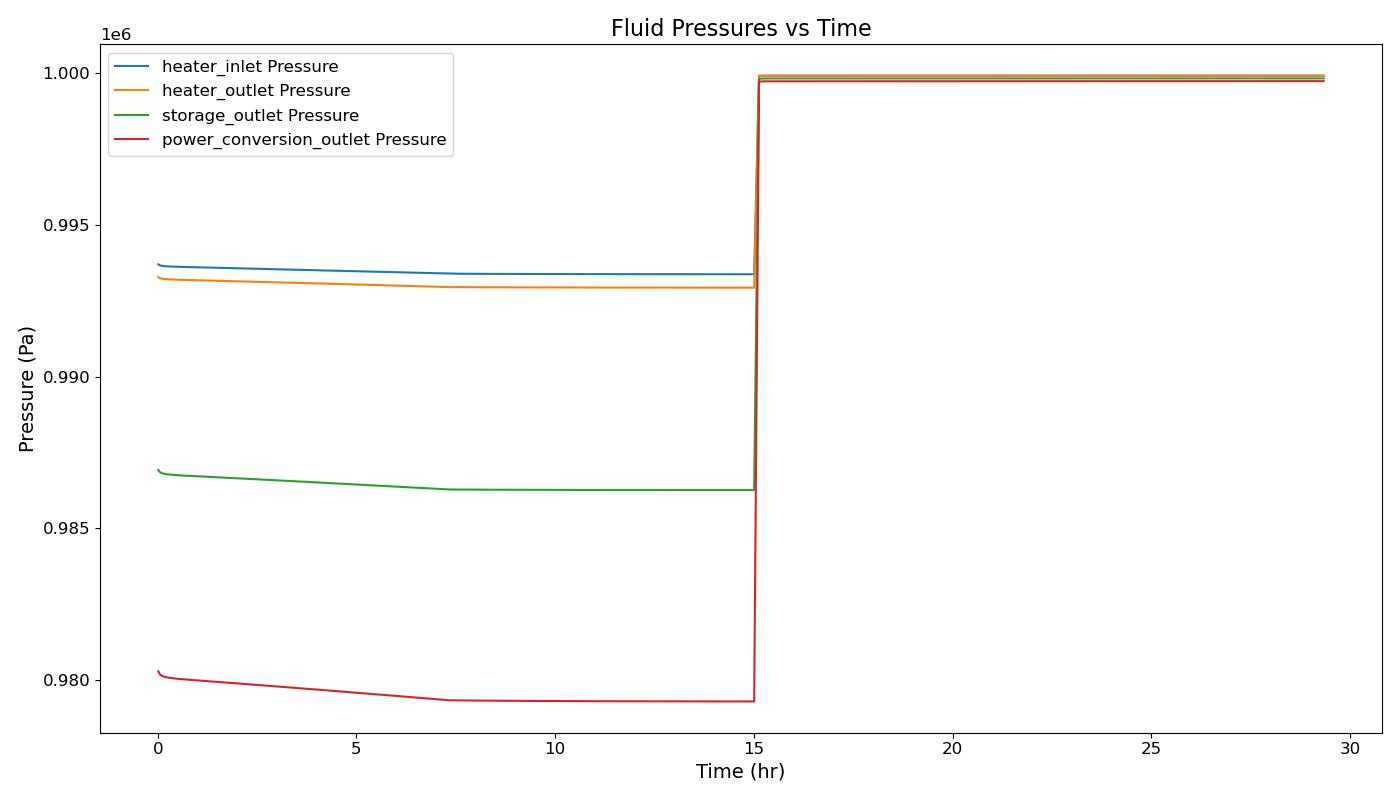 Fluid Pressures vs Time
1e6
heater_inlet Pressure
heater_outlet Pressure
storage_outlet Pressure
power_conversion_outlet Pressure
1.000
0.995
0.990
0.985
0.980
Pressure (Pa)
0 5 10 15 20 25 30
Time (hr)